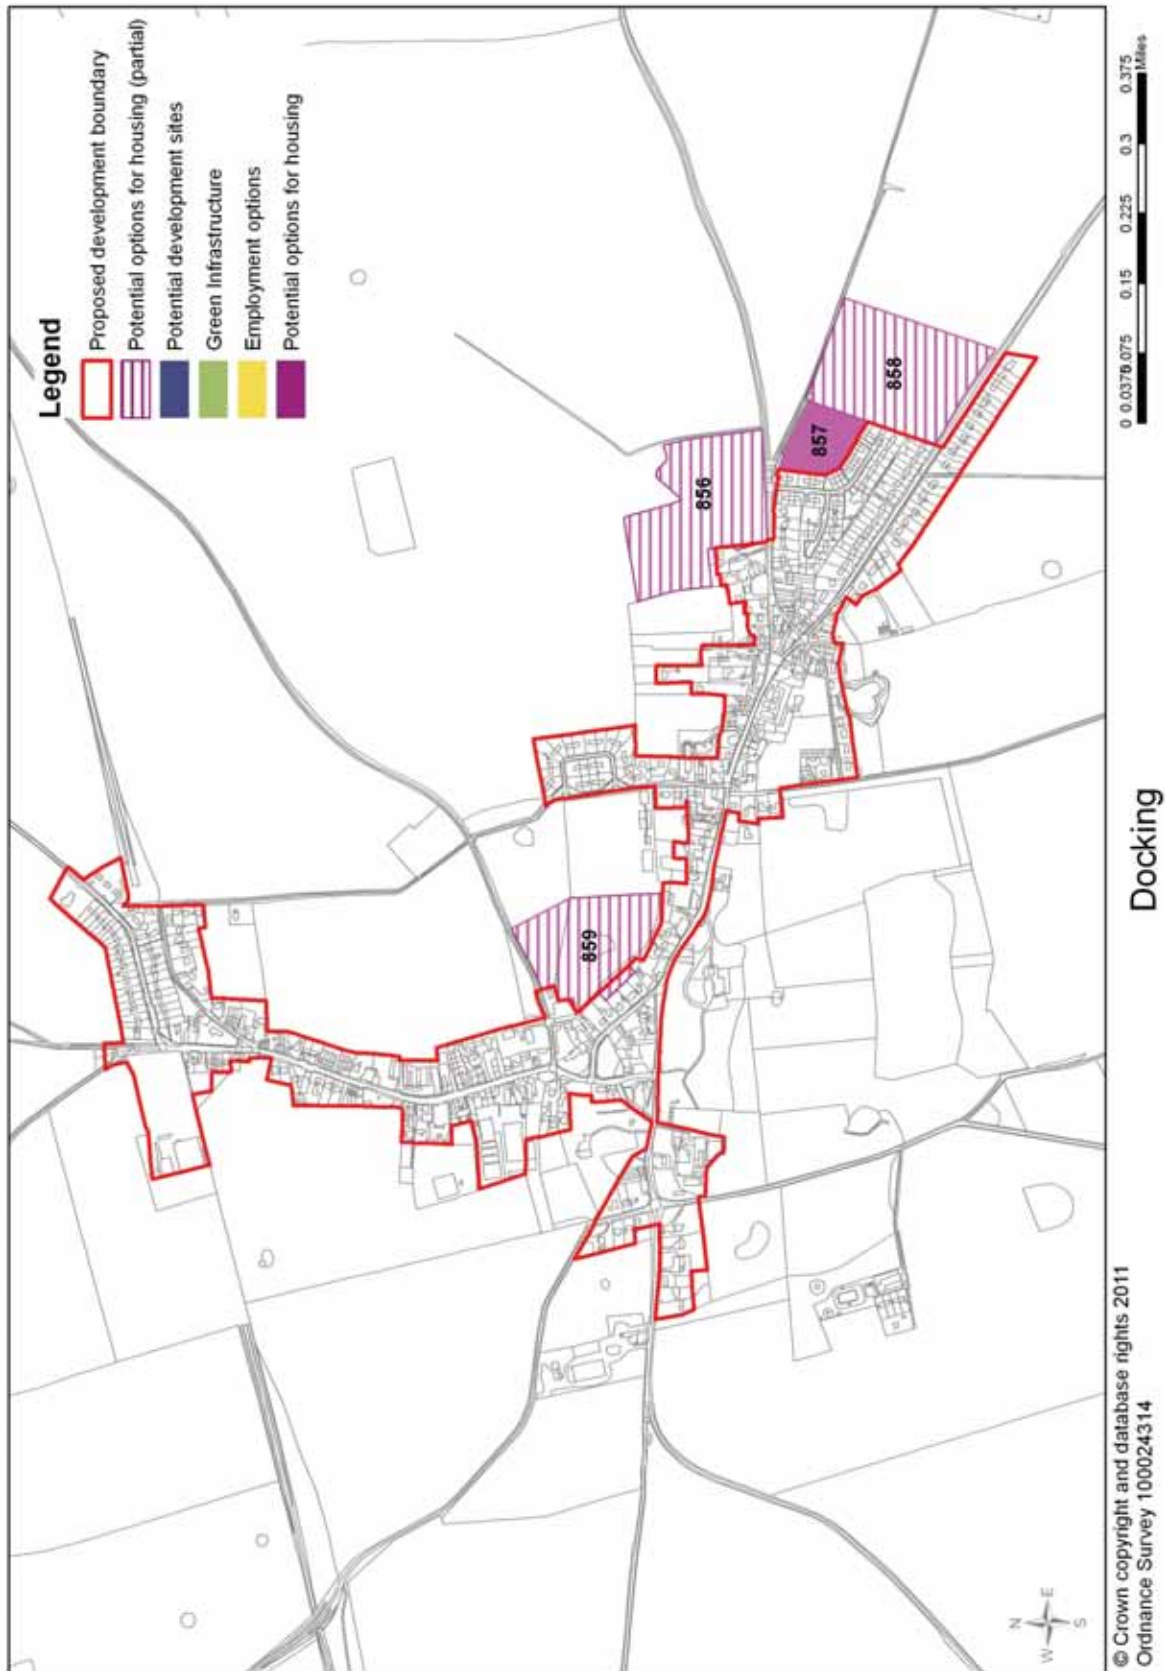 Legend
Proposed development boundary
Potential options for housing (partial)
Potential development sites
Green Infrastructure
Employment options
Potential options for housing
856
857
858
859
N
W E
S
© Crown copyright and database rights 2011
Ordnance Survey 100024314
Docking
0 0.0375 0.075 0.15 0.225 0.3 0.375
Miles